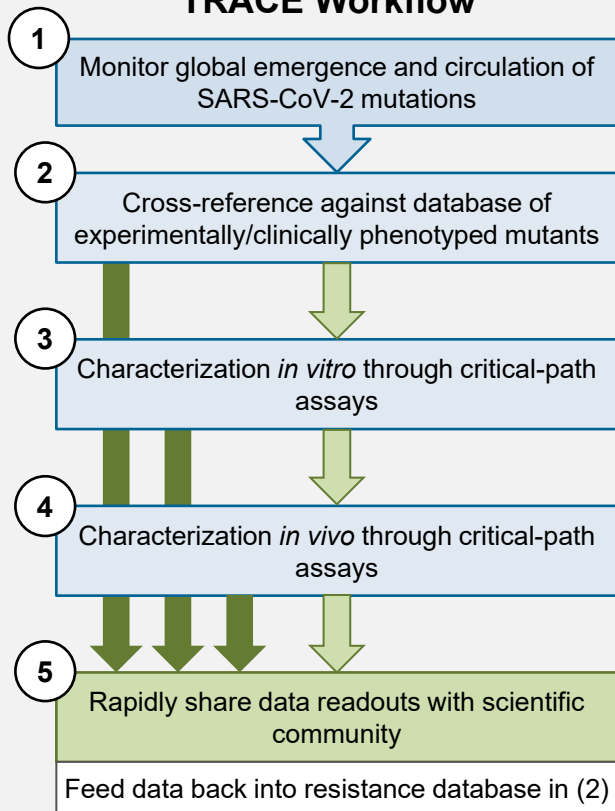 TRACE Workflow
1
Monitor global emergence and circulation of
SARS-CoV-2 mutations
2
Cross-reference against database of
experimentally/clinically phenotyped mutants
3
Characterization in vitro through critical-path
assays
4
Characterization in vivo through critical-path
assays
5
Rapidly share data readouts with scientific
community
Feed data back into resistance database in (2)